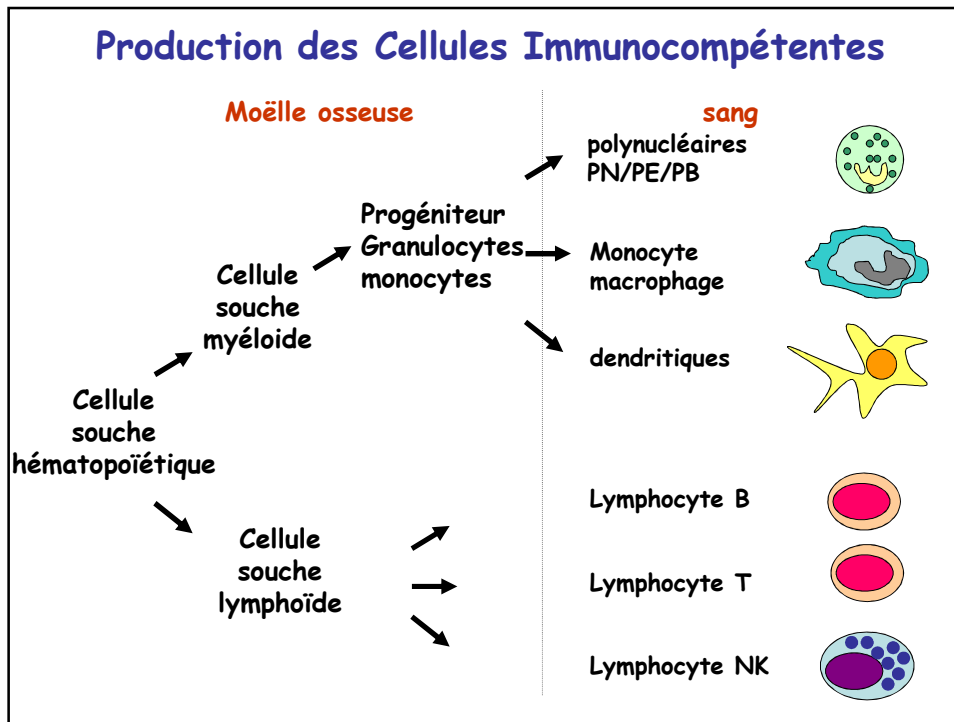 Production des Cellules Immunocompétentes
Moëlle osseuse
sang
polynucléaires
PN/PE/PB
Progéniteur
Granulocytes
monocytes
Monocyte
macrophage
Cellule
souche
myéloide
dendritiques
Cellule
souche
hématopoïétique
Lymphocyte B
Cellule
souche
lymphoïde
Lymphocyte T
Lymphocyte NK